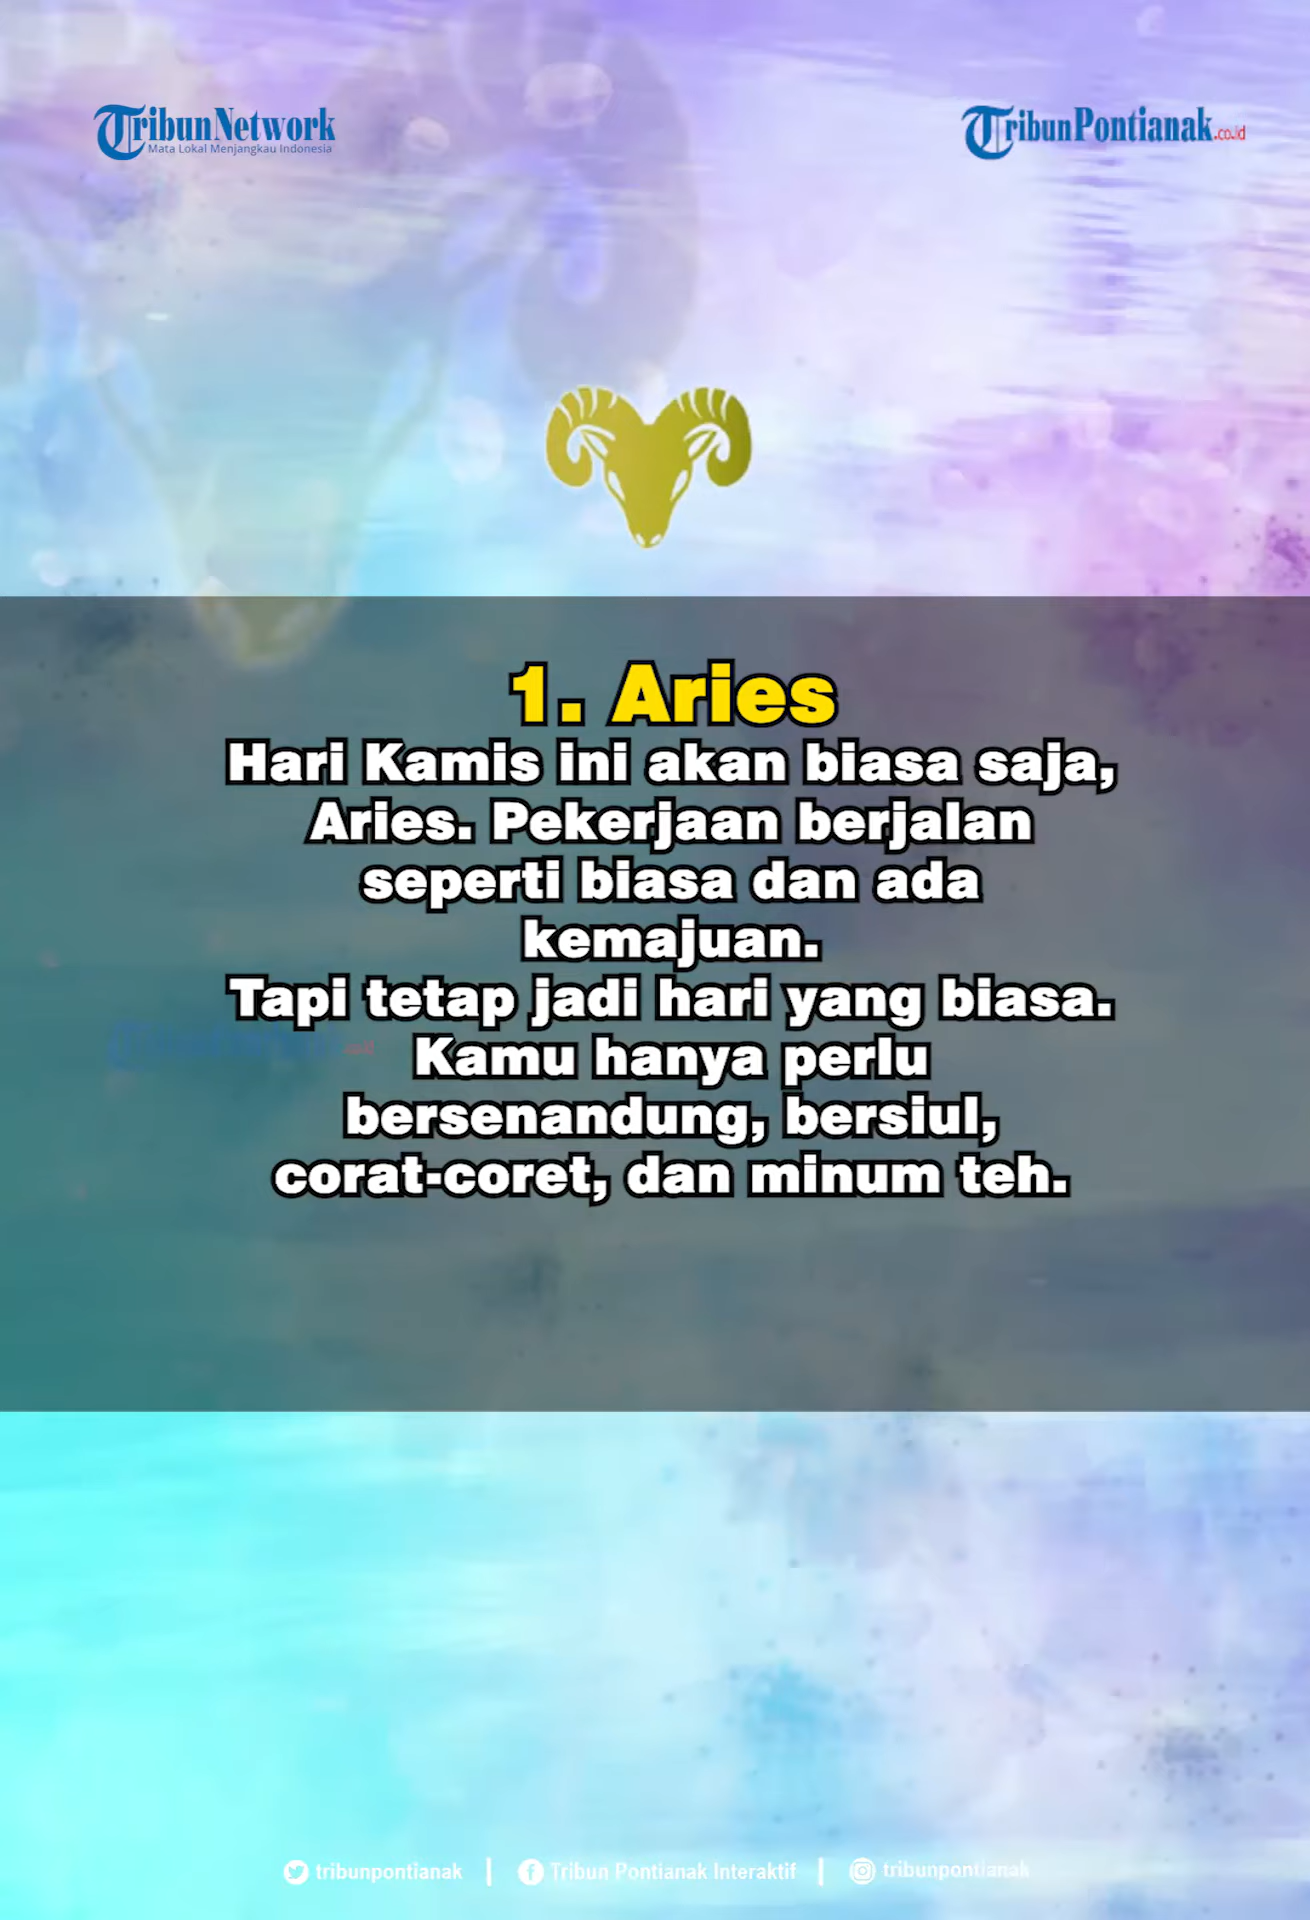 TribunNetwork
Mata Lokal Menjangkau Indonesia
TribunPontianak.co.id
1. Aries
Hari Kamis ini akan biasa saja,
Aries. Pekerjaan berjalan
seperti biasa dan ada
kemajuan.
Tapi tetap jadi hari yang biasa.
Kamu hanya perlu
bersenandung, bersiul,
corat-coret, dan minum teh.
tribunpontianak | Tribun Pontianak Interaktif | tribunpontianak